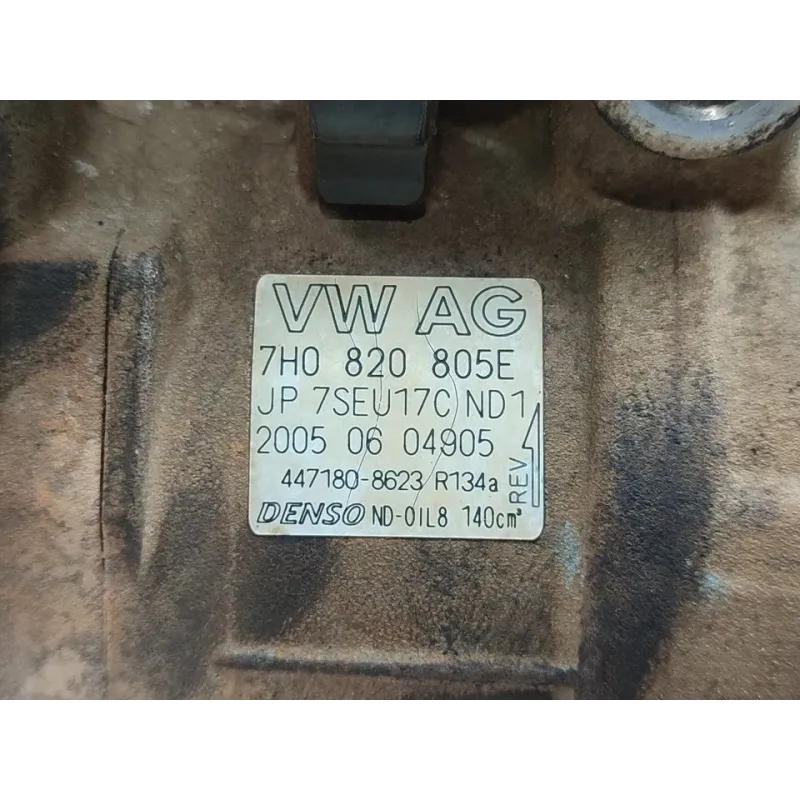 VW AG
7H0 820 805E
JP 7SEU17C ND1
2005 06 04905
447180-8623 R134a
REV
DENSO ND-OIL8 140cm³